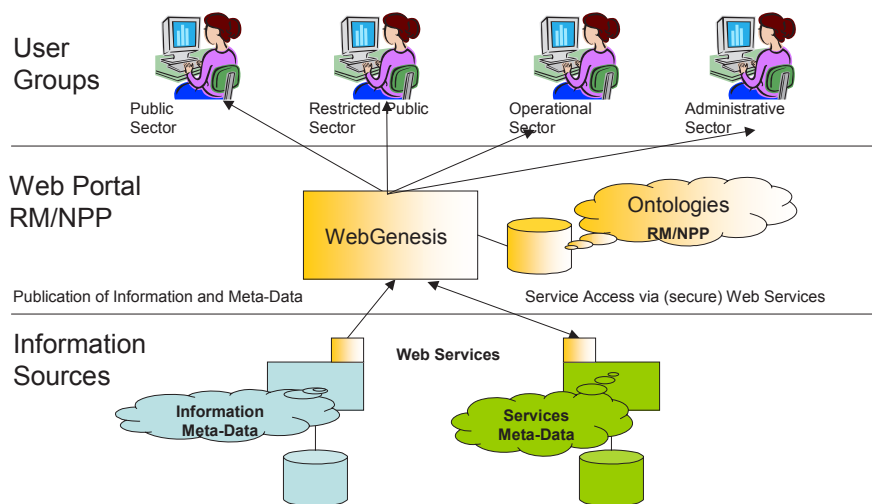 User
Groups
Public
Sector
Restricted Public
Sector
Operational
Sector
Administrative
Sector
Web Portal
RM/NPP
WebGenesis
Ontologies
RM/NPP
Publication of Information and Meta-Data
Service Access via (secure) Web Services
Information
Sources
Web Services
Information
Meta-Data
Services
Meta-Data